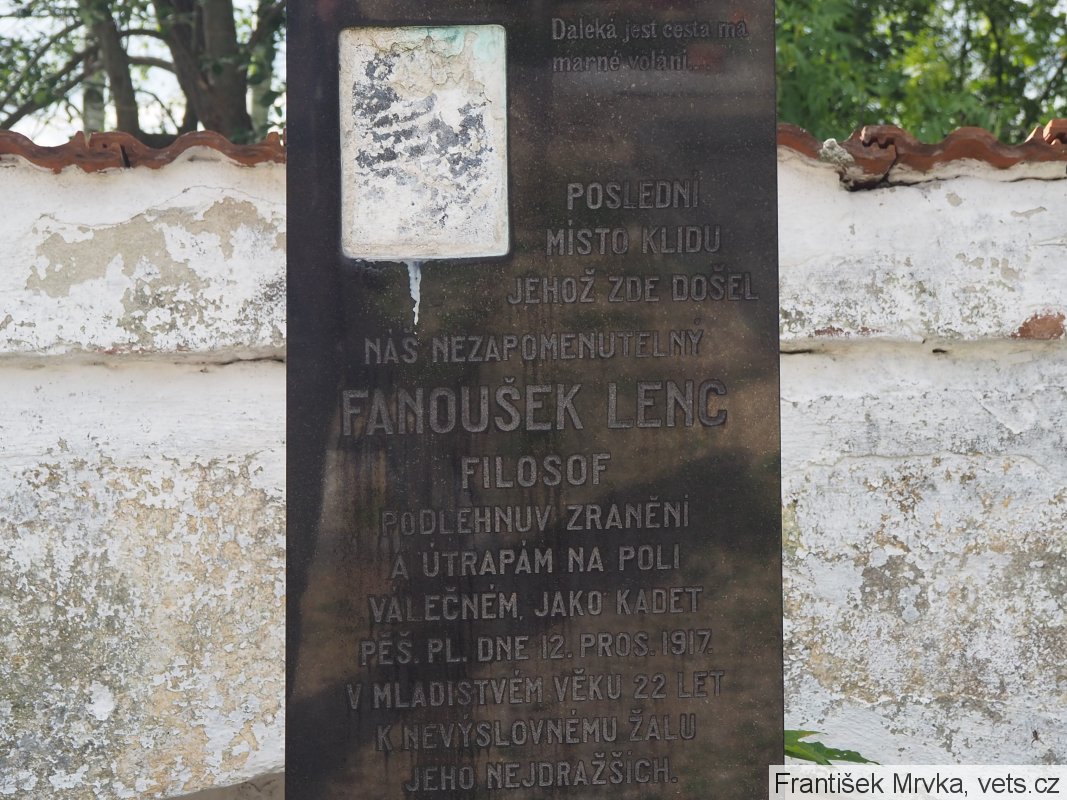 Daleká jest cesta má
marné volání...
POSLEDNÍ
MÍSTO KLIDU
JEHOŽ ZDE DOŠEL
NÁŠ NEZAPOMENUTELNÝ
FANOUŠEK LENC
FILOSOF
PODLEHNUV ZRANĚNÍ
A ÚTRAPÁM NA POLI
VÁLEČNÉM, JAKO KADET
PĚŠ. PL. DNE 12. PROS. 1917.
V MLADISTVÉM VĚKU 22 LET
K NEVÝSLOVNÉMU ŽALU
JEHO NEJDRAŽŠÍCH.
František Mrvka, vets.cz